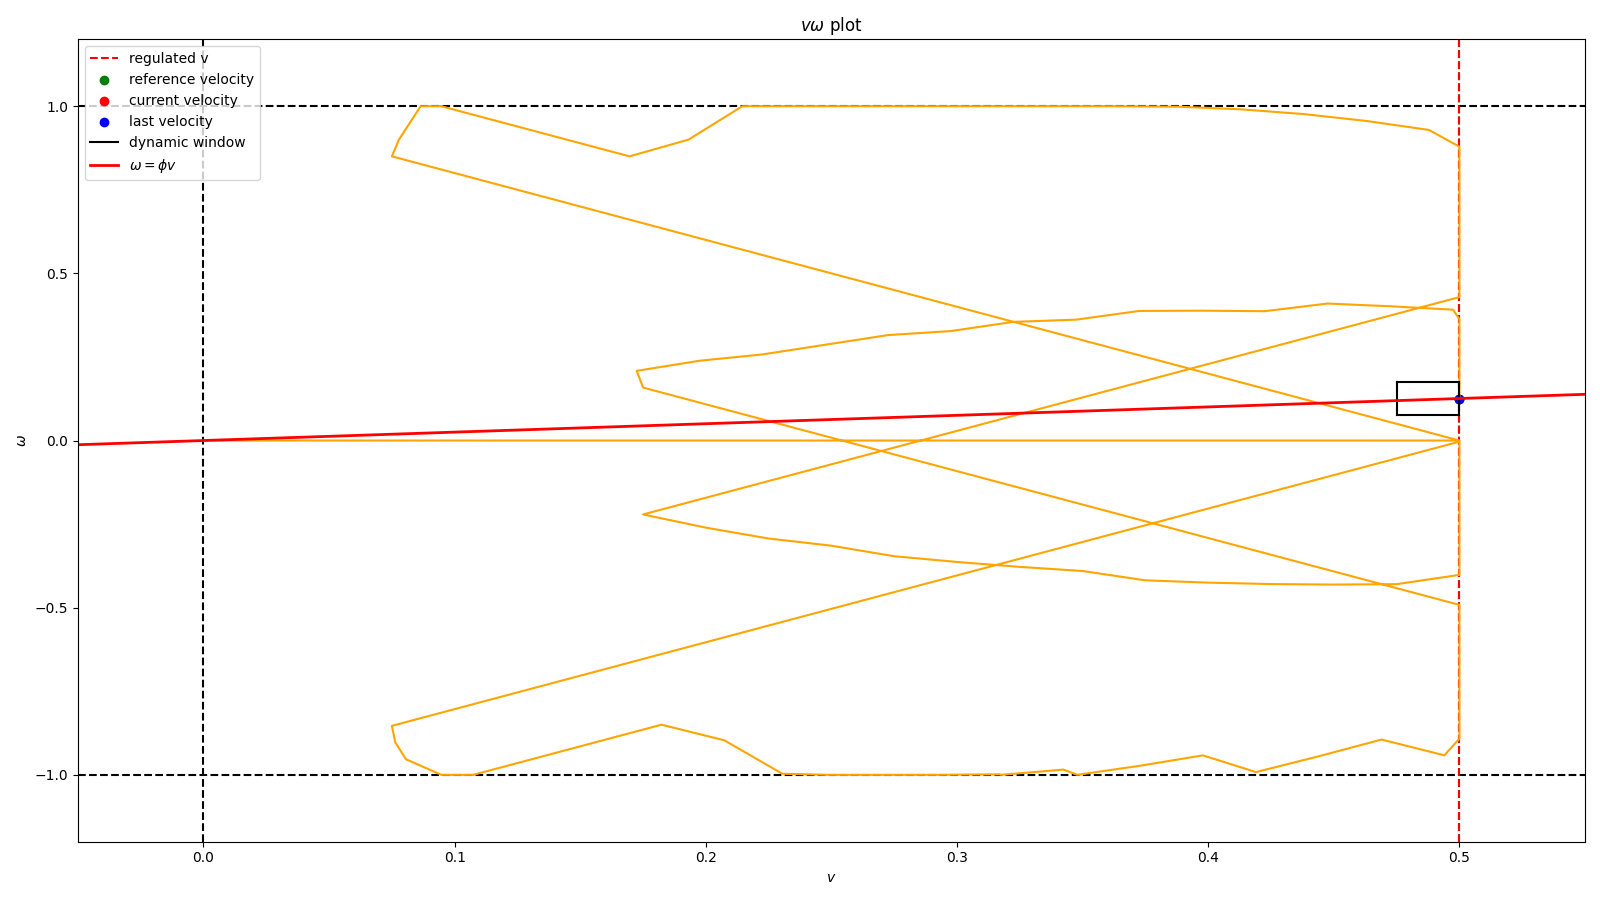 vω plot
regulated v
reference velocity
current velocity
last velocity
dynamic window
ω = ϕv
1.0
0.5
0.0
−0.5
−1.0
ω
0.0 0.1 0.2 0.3 0.4 0.5
v